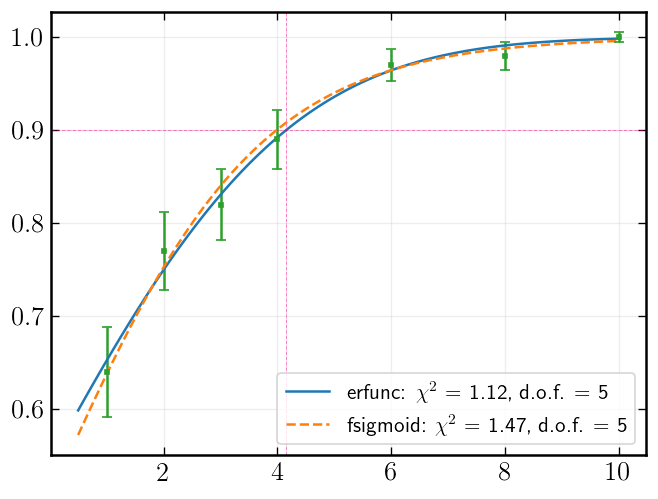 1.0
0.9
0.8
0.7
0.6
erfunc: χ² = 1.12, d.o.f. = 5
fsigmoid: χ² = 1.47, d.o.f. = 5
2 4 6 8 10